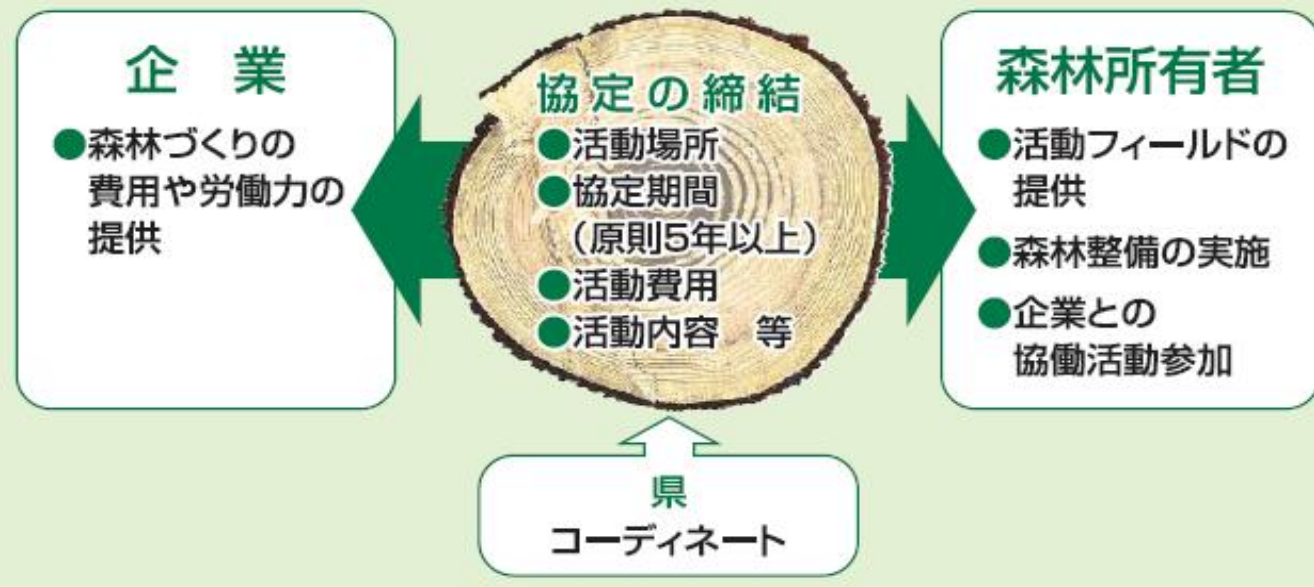 企　業
●森林づくりの
費用や労働力の
提供
協定の締結
●活動場所
●協定期間
（原則5年以上）
●活動費用
●活動内容　等
森林所有者
●活動フィールドの
提供
●森林整備の実施
●企業との
協働活動参加
県
コーディネート